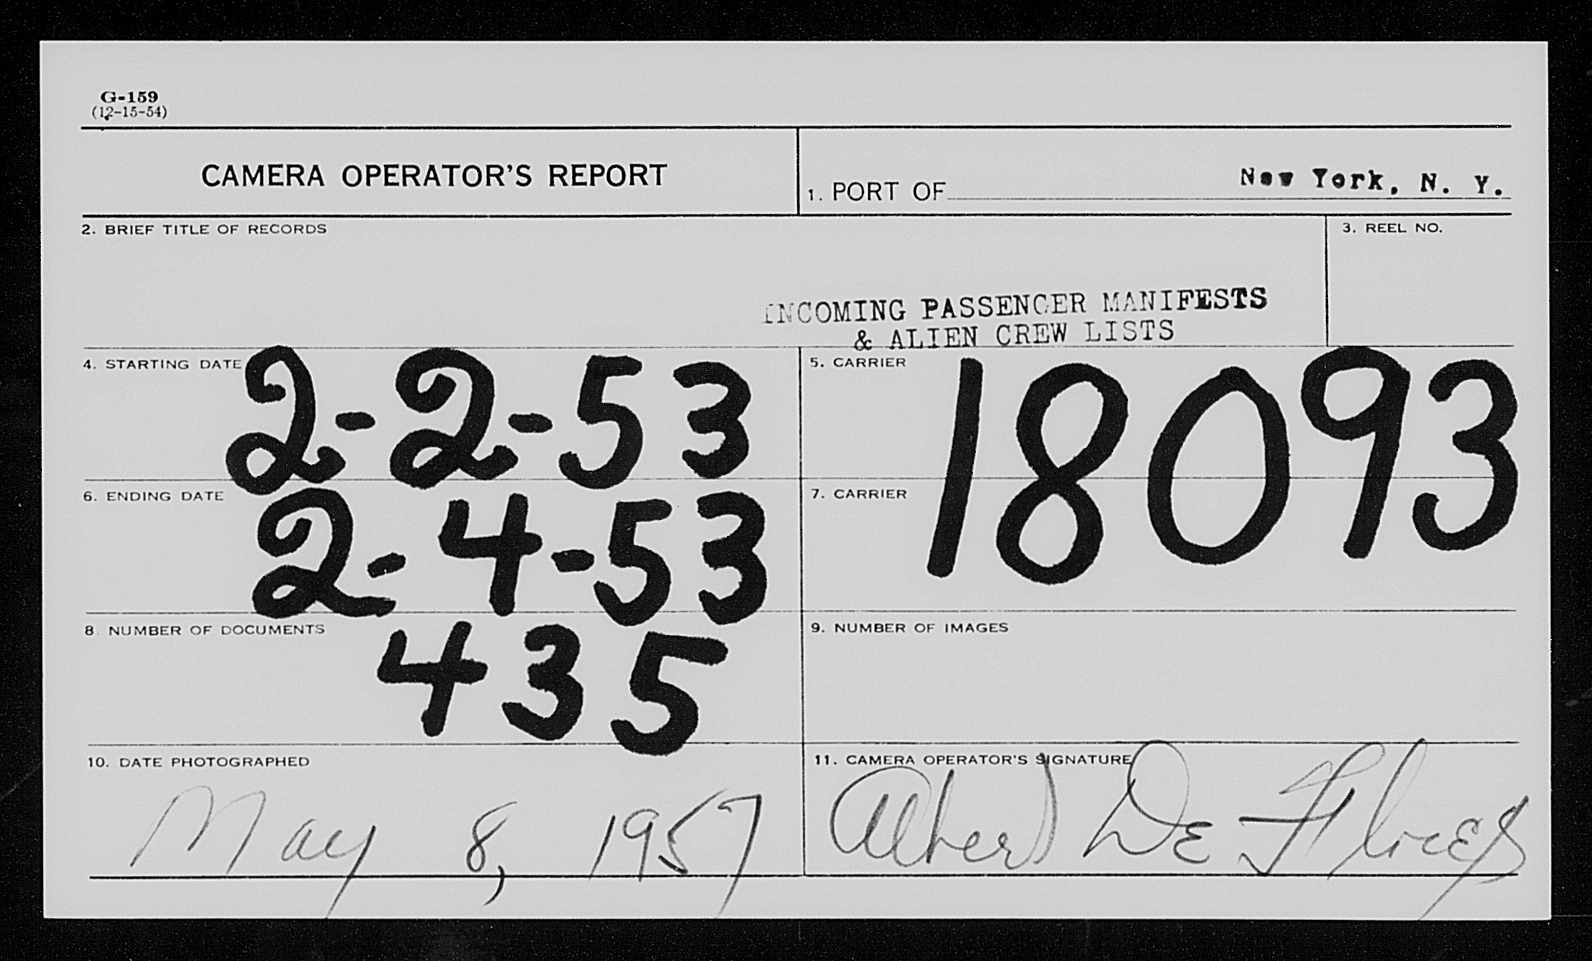 G-159
(12-15-54)
CAMERA OPERATOR'S REPORT
1. PORT OF New York, N. Y.
2. BRIEF TITLE OF RECORDS
3. REEL NO.
INCOMING PASSENGER MANIFESTS
& ALIEN CREW LISTS
4. STARTING DATE 2-2-53
5. CARRIER
18093
6. ENDING DATE 2-4-53
7. CARRIER
8. NUMBER OF DOCUMENTS 435
9. NUMBER OF IMAGES
10. DATE PHOTOGRAPHED
May 8, 1957
11. CAMERA OPERATOR'S SIGNATURE
Albert De